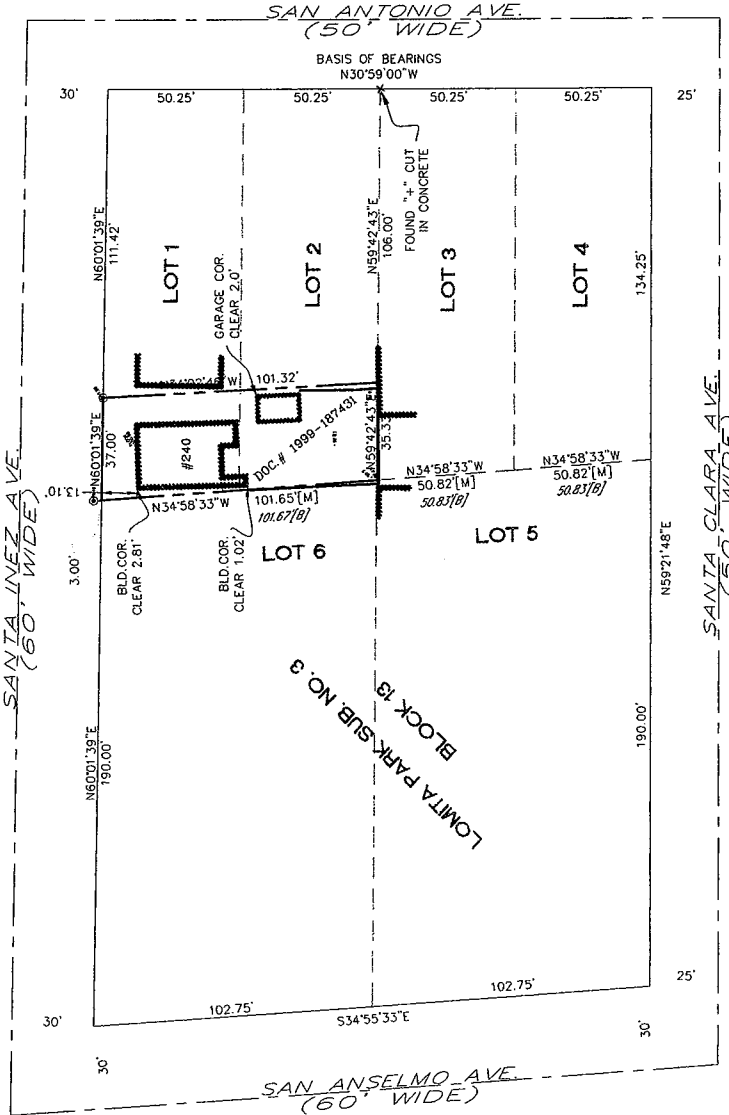 SAN ANTONIO AVE.
(50' WIDE)
BASIS OF BEARINGS
N30°59'00"W
30'
50.25'
50.25'
50.25'
50.25'
25'
FOUND "+" CUT
IN CONCRETE
N60°01'39"E
111.42'
N59°42'43"E
106.00'
LOT 1
LOT 2
LOT 3
LOT 4
134.25'
GARAGE COR.
CLEAR 2.0'
101.32'
N60°01'39"E
37.00'
#240
DOC.# 1999-187431
N59°42'43"E
N34°58'33"W
50.82'[M]
50.83'[B]
N34°58'33"W
50.82'[M]
50.83'[B]
13.10'
N34°58'33"W
101.65'[M]
101.67'[B]
3.00'
BLD.COR.
CLEAR 2.81'
BLD.COR.
CLEAR 1.02'
LOT 6
LOT 5
N59°21'48"E
190.00'
SANTA INEZ AVE.
(60' WIDE)
SANTA CLARA AVE.
(50' WIDE)
N60°01'39"E
190.00'
LOMITA PARK SUB. NO. 3
BLOCK 13
102.75'
102.75'
S34°55'33"E
30'
25'
30'
30'
SAN ANSELMO AVE.
(60' WIDE)